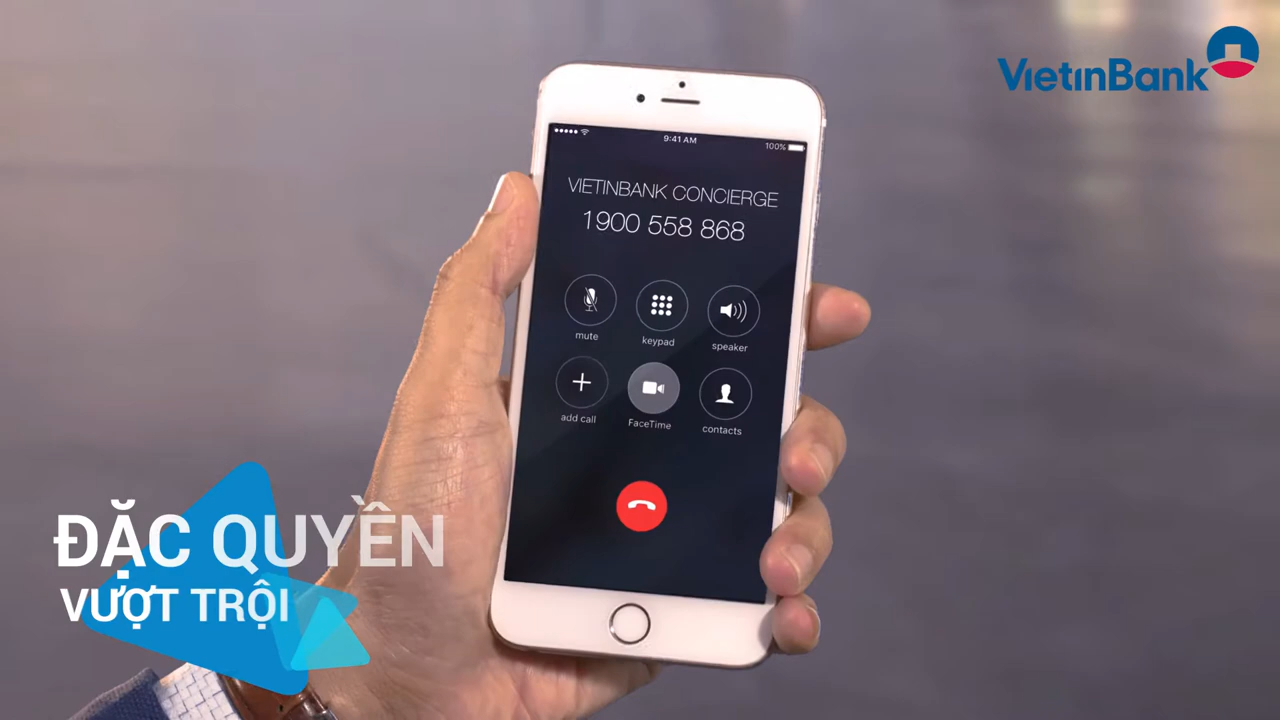 VIETINBANK
9:41 AM
100%
VIETINBANK CONCIERGE
1900 558 868
mute
keypad
speaker
add call
FaceTime
contacts
ĐẶC QUYỀN
VƯỢT TRỘI